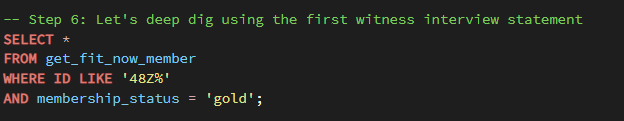 -- Step 6: Let's deep dig using the first witness interview statement
SELECT *
FROM get_fit_now_member
WHERE ID LIKE '48Z%'
AND membership_status = 'gold';